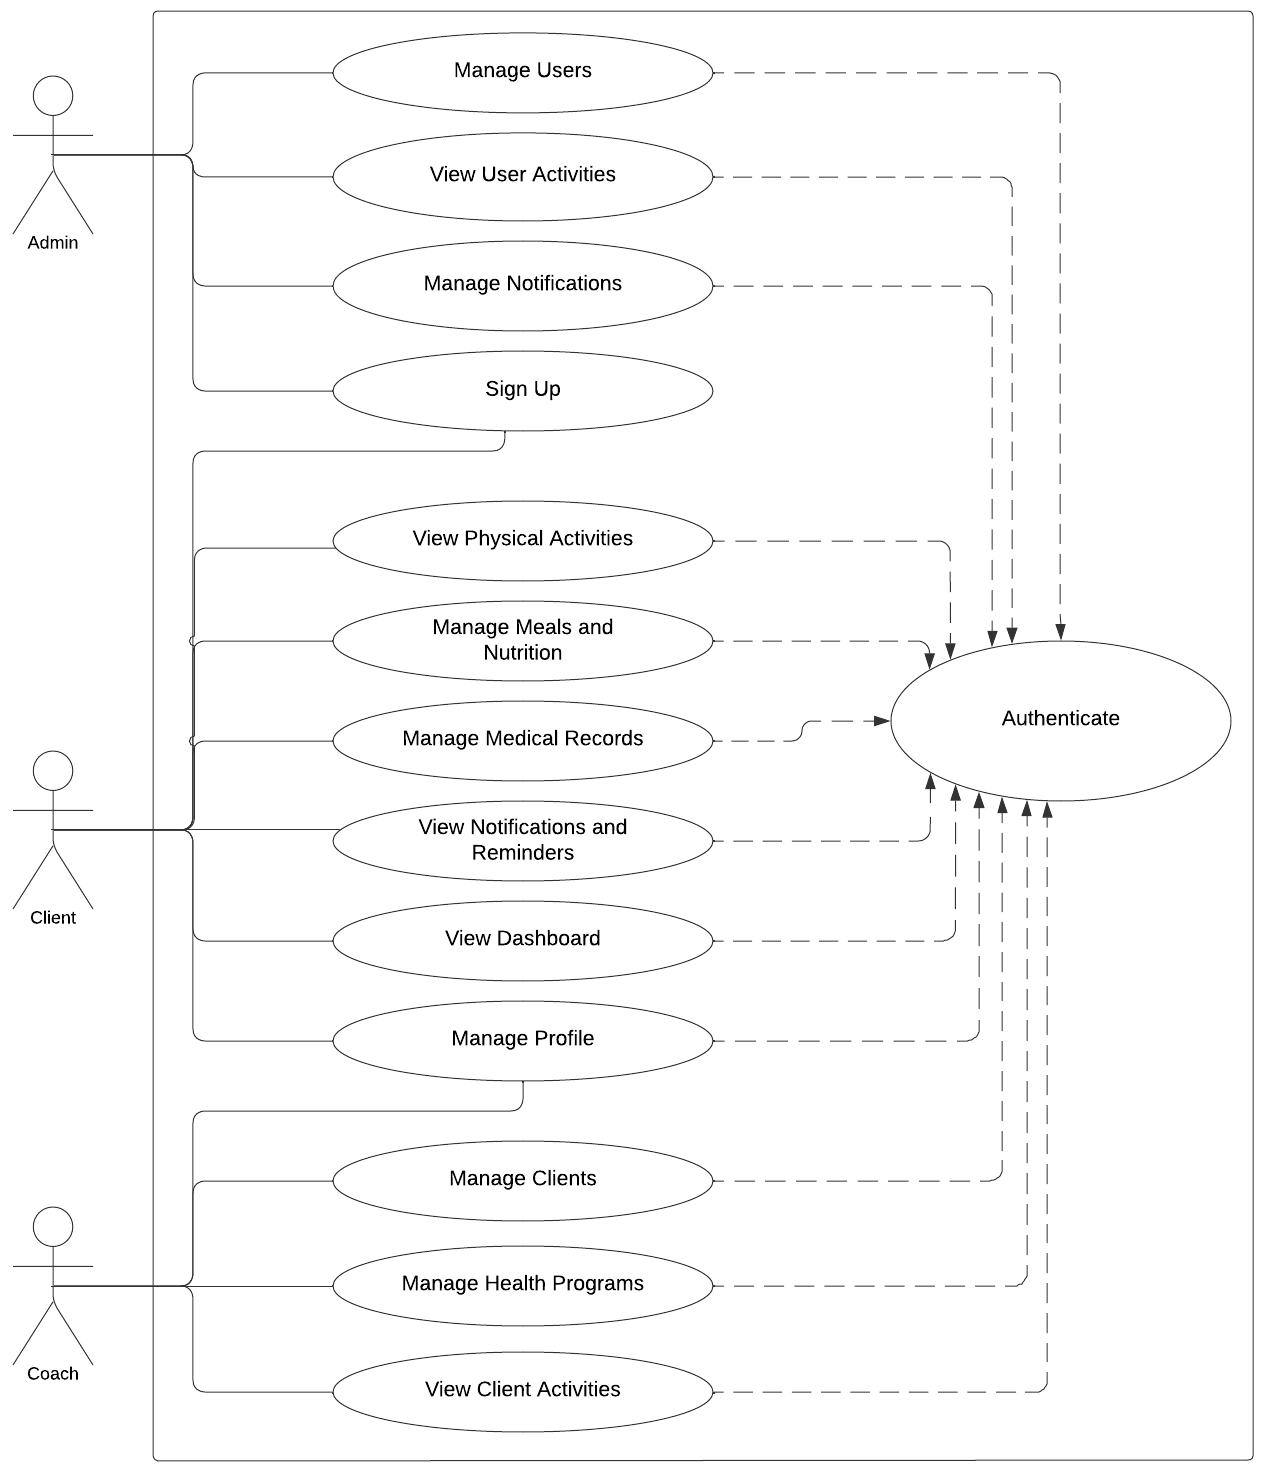 Manage Users
View User Activities
Admin
Manage Notifications
Sign Up
View Physical Activities
Manage Meals and
Nutrition
Authenticate
Manage Medical Records
View Notifications and
Reminders
Client
View Dashboard
Manage Profile
Manage Clients
Manage Health Programs
Coach
View Client Activities